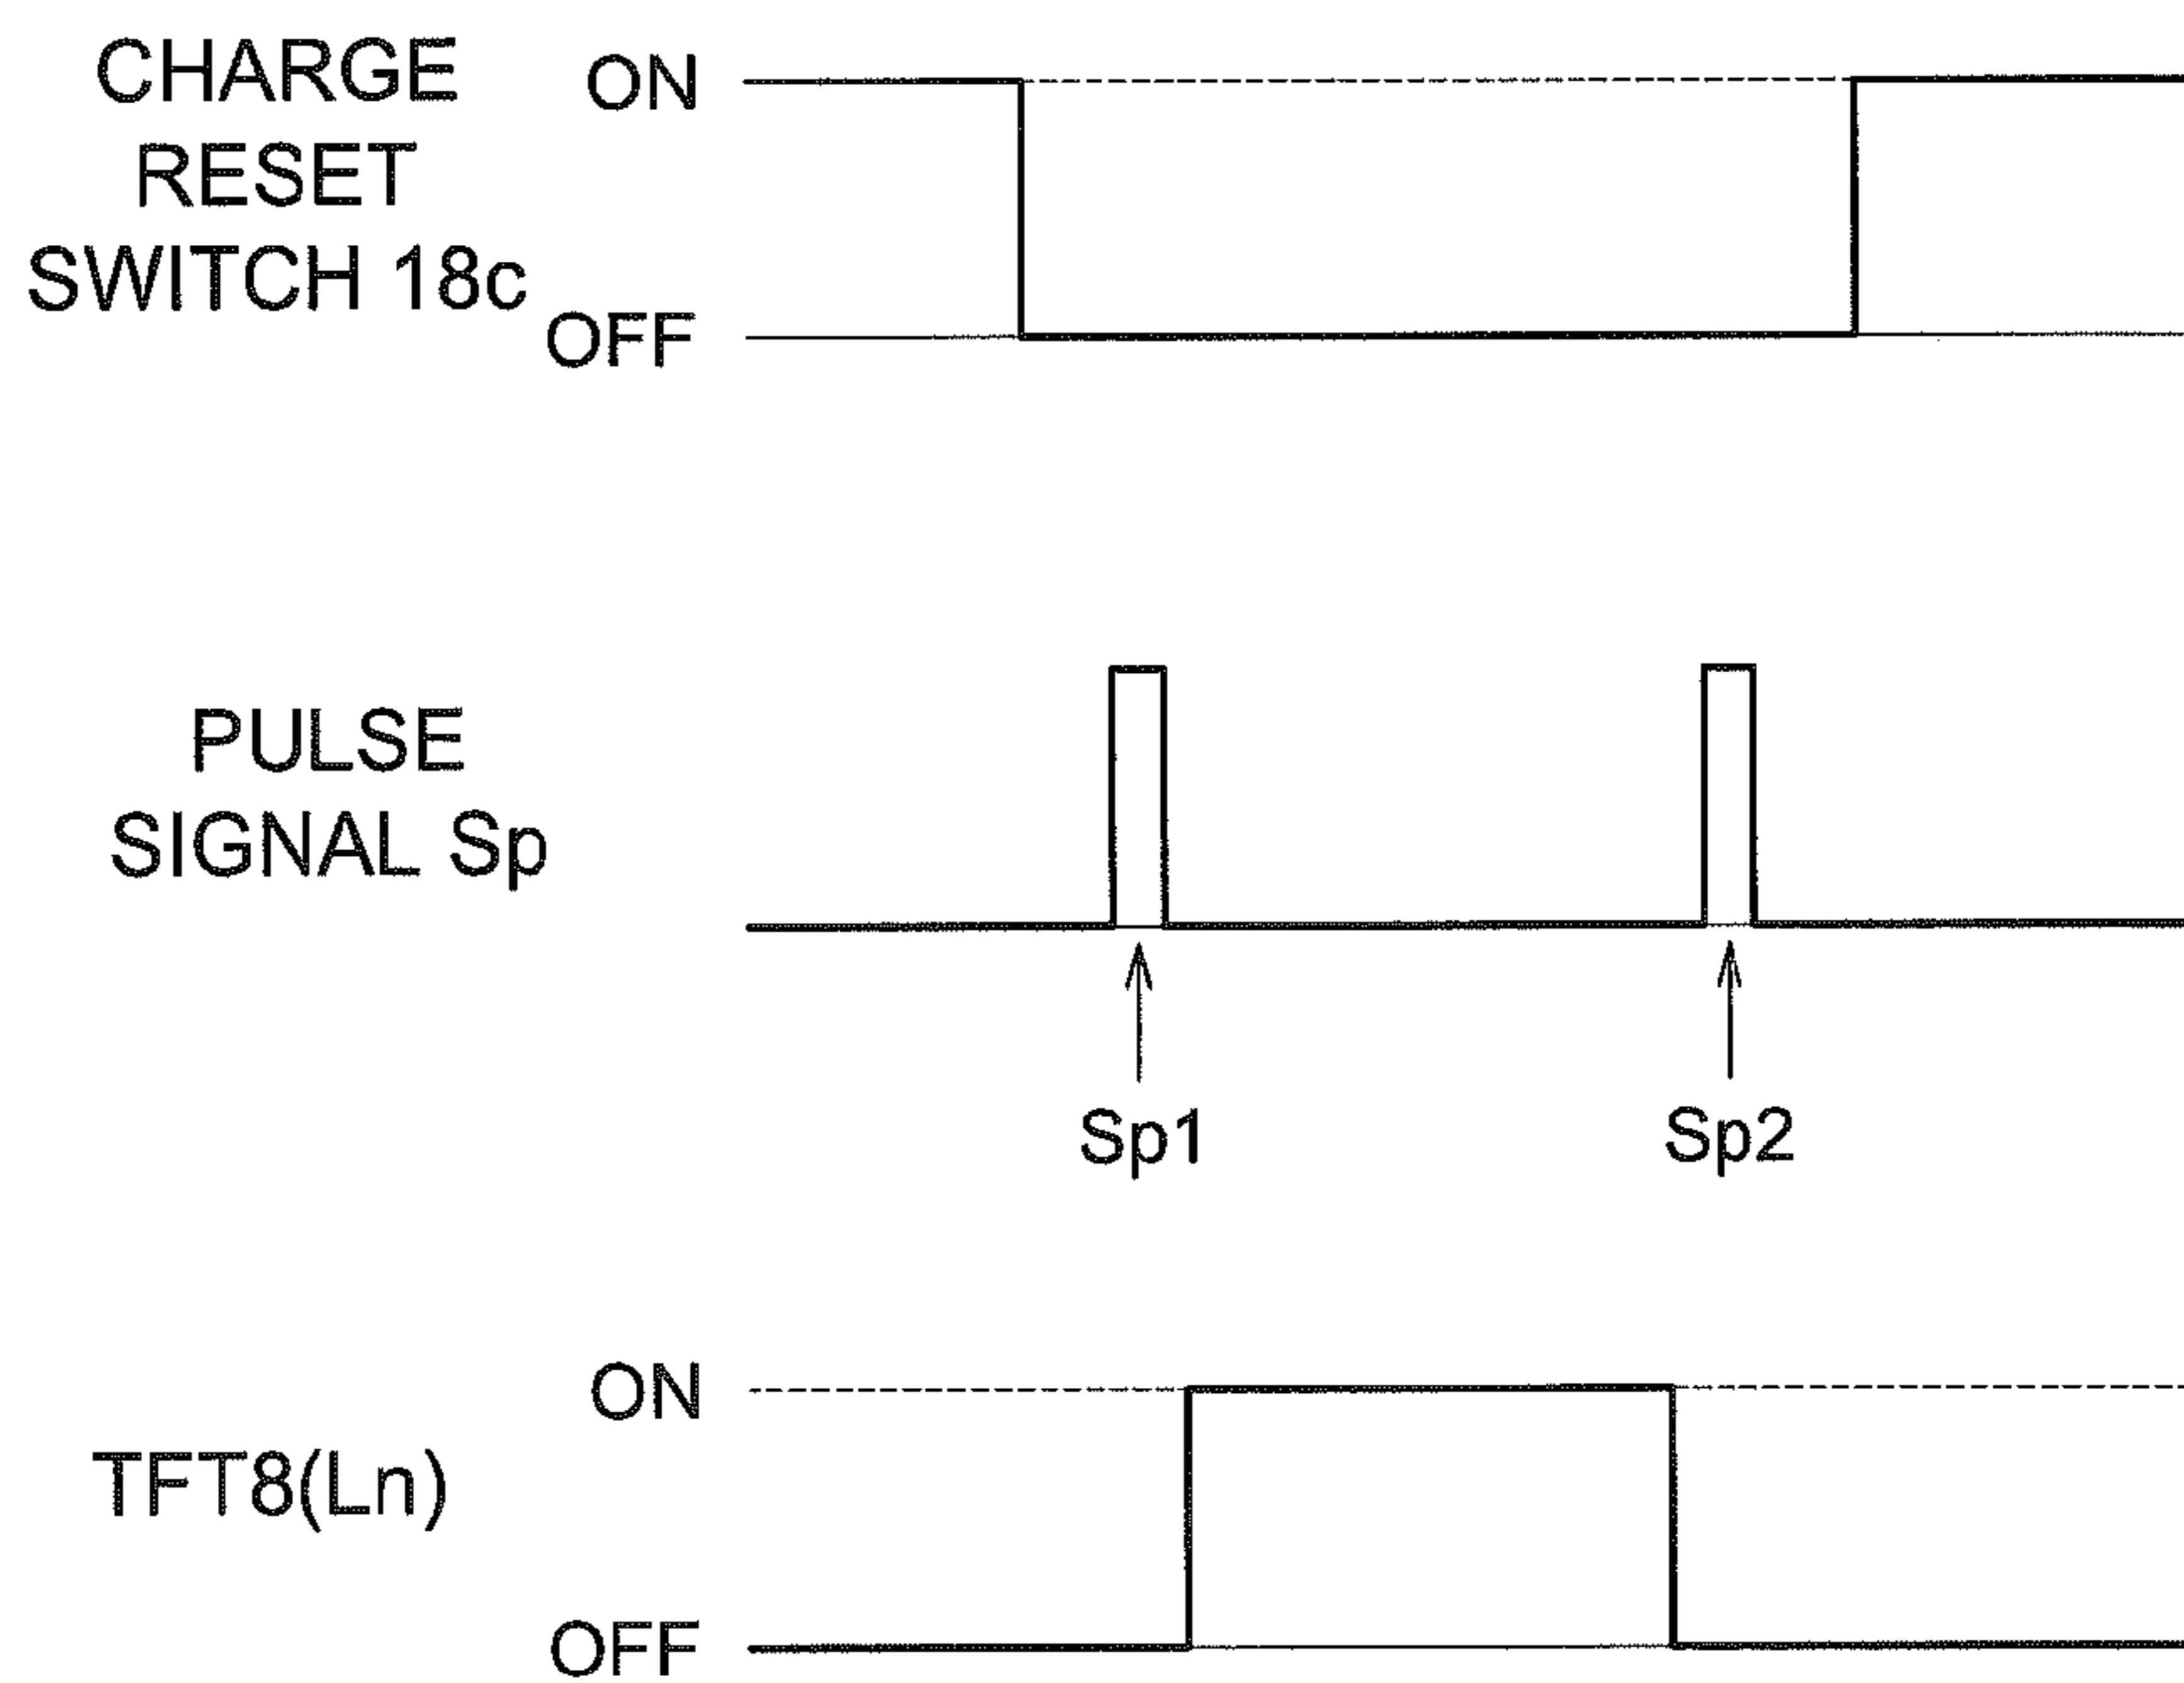 CHARGE
RESET
SWITCH 18c
ON
OFF
PULSE
SIGNAL Sp
Sp1
Sp2
ON
TFT8(Ln)
OFF